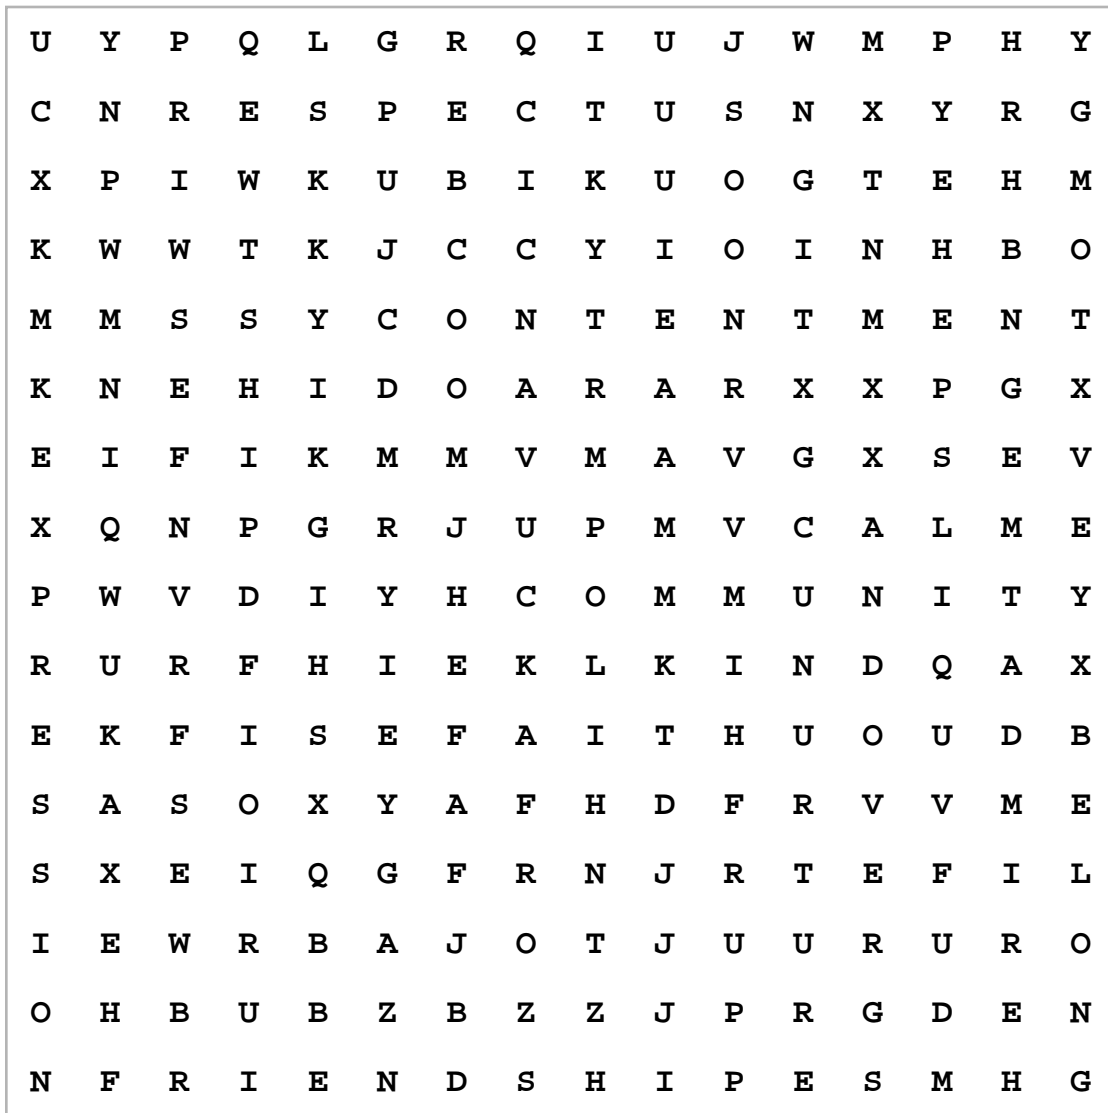 U Y P Q L G R Q I U J W M P H Y
C N R E S P E C T U S N X Y R G
X P I W K U B I K U O G T E H M
K W W T K J C C Y I O I N H B O
M M S S Y C O N T E N T M E N T
K N E H I D O A R A R X X P G X
E I F I K M M V M A V G X S E V
X Q N P G R J U P M V C A L M E
P W V D I Y H C O M M U N I T Y
R U R F H I E K L K I N D Q A X
E K F I S E F A I T H U O U D B
S A S O X Y A F H D F R V V M E
S X E I Q G F R N J R T E F I L
I E W R B A J O T J U U R U R O
O H B U B Z B Z Z J P R G D E N
N F R I E N D S H I P E S M H G